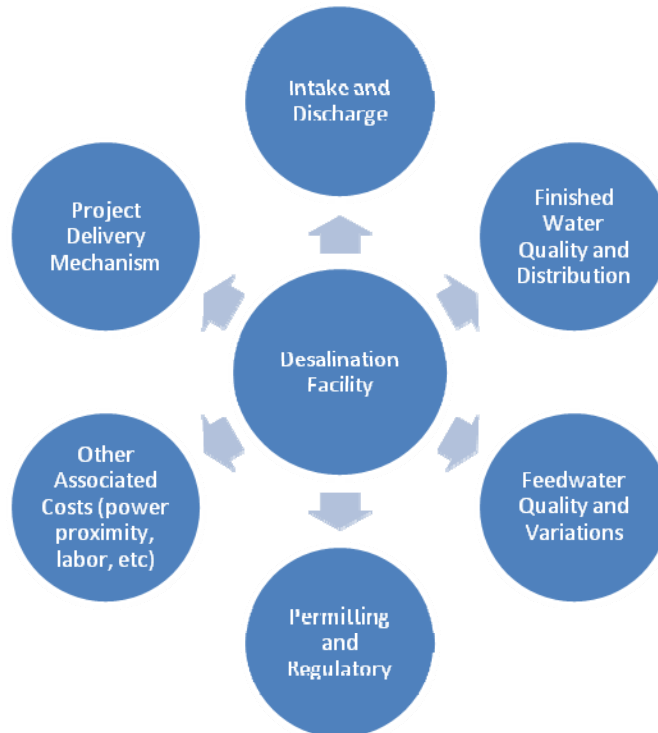 Intake and
Discharge
Project
Delivery
Mechanism
Finished
Water
Quality and
Distribution
Desalination
Facility
Other
Associated
Costs (power
proximity,
labor, etc)
Feedwater
Quality and
Variations
Permitting
and
Regulatory